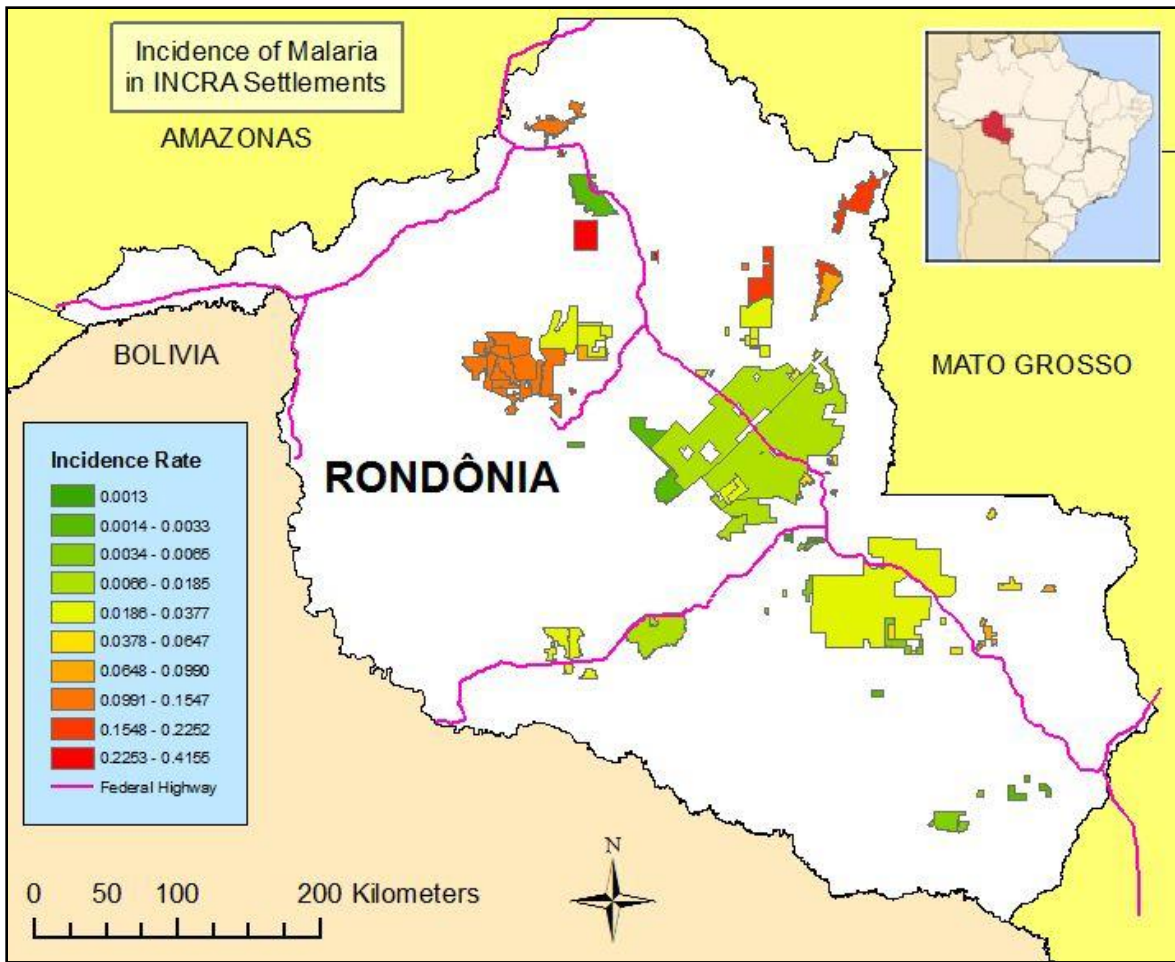 Incidence of Malaria
in INCRA Settlements
AMAZONAS
BOLIVIA
MATO GROSSO
RONDÔNIA
Incidence Rate
0.0013
0.0014 - 0.0033
0.0034 - 0.0065
0.0066 - 0.0185
0.0186 - 0.0377
0.0378 - 0.0647
0.0648 - 0.0990
0.0991 - 0.1547
0.1548 - 0.2252
0.2253 - 0.4155
Federal Highway
N
0 50 100 200 Kilometers